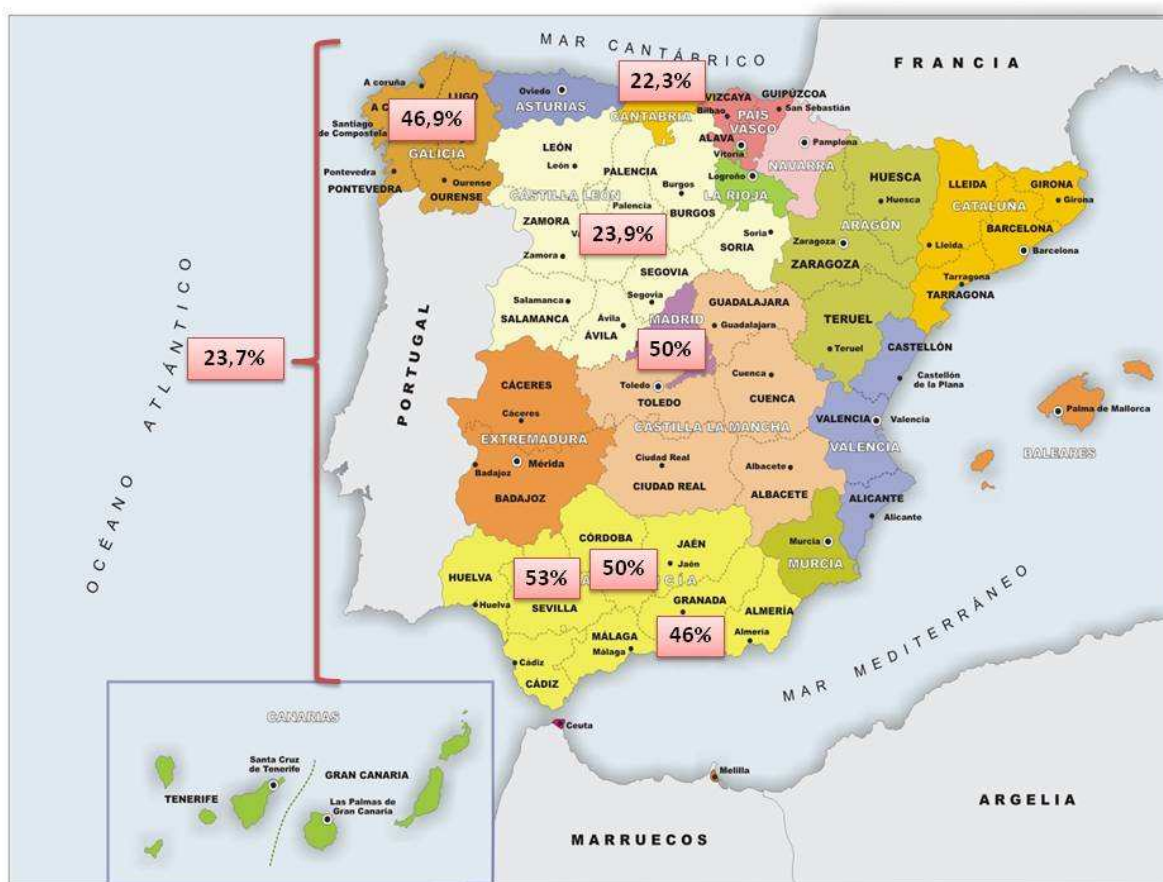 MAR CANTÁBRICO
FRANCIA
OCÉANO ATLÁNTICO
PORTUGAL
MAR MEDITERRÁNEO
MARRUECOS
ARGELIA
23,7%
A coruña
LUGO
A C
46,9%
Santiago
de Compostela
GALICIA
Pontevedra
PONTEVEDRA
Ourense
OURENSE
Oviedo
ASTURIAS
22,3%
CANTABRIA
VIZCAYA
Bilbao
GUIPÚZCOA
San Sebastián
PAÍS
VASCO
ALAVA
Vitoria
Pamplona
NAVARRA
Logroño
LA RIOJA
LEÓN
León
PALENCIA
CASTILLA LEÓN
Palencia
Burgos
BURGOS
ZAMORA
Zamora
23,9%
Soria
SORIA
SEGOVIA
Segovia
Salamanca
SALAMANCA
Ávila
ÁVILA
MADRID
50%
HUESCA
Huesca
ARAGÓN
Zaragoza
ZARAGOZA
TERUEL
Teruel
LLEIDA
GIRONA
Girona
CATALUÑA
BARCELONA
Lleida
Barcelona
Tarragona
TARRAGONA
GUADALAJARA
Guadalajara
Cuenca
CUENCA
Toledo
TOLEDO
CASTILLA LA MANCHA
Ciudad Real
CIUDAD REAL
Albacete
ALBACETE
CASTELLÓN
Castellón
de la Plana
VALENCIA
Valencia
VALENCIA
ALICANTE
Alicante
Palma de Mallorca
BALEARES
CÁCERES
Cáceres
EXTREMADURA
Badajoz
Mérida
BADAJOZ
Murcia
MURCIA
CÓRDOBA
JAÉN
Jaén
53%
50%
A
CÍA
HUELVA
Huelva
SEVILLA
GRANADA
ALMERÍA
Almería
46%
MÁLAGA
Málaga
Cádiz
CÁDIZ
Ceuta
Melilla
CANARIAS
Santa Cruz
de Tenerife
TENERIFE
GRAN CANARIA
Las Palmas de
Gran Canaria